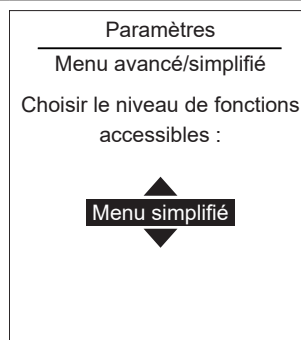 Paramètres
Menu avancé/simplifié
Choisir le niveau de fonctions
accessibles :
Menu simplifié